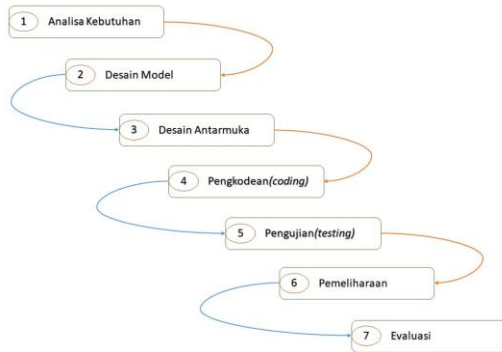 1 Analisa Kebutuhan
2 Desain Model
3 Desain Antarmuka
4 Pengkodean(coding)
5 Pengujian(testing)
6 Pemeliharaan
7 Evaluasi